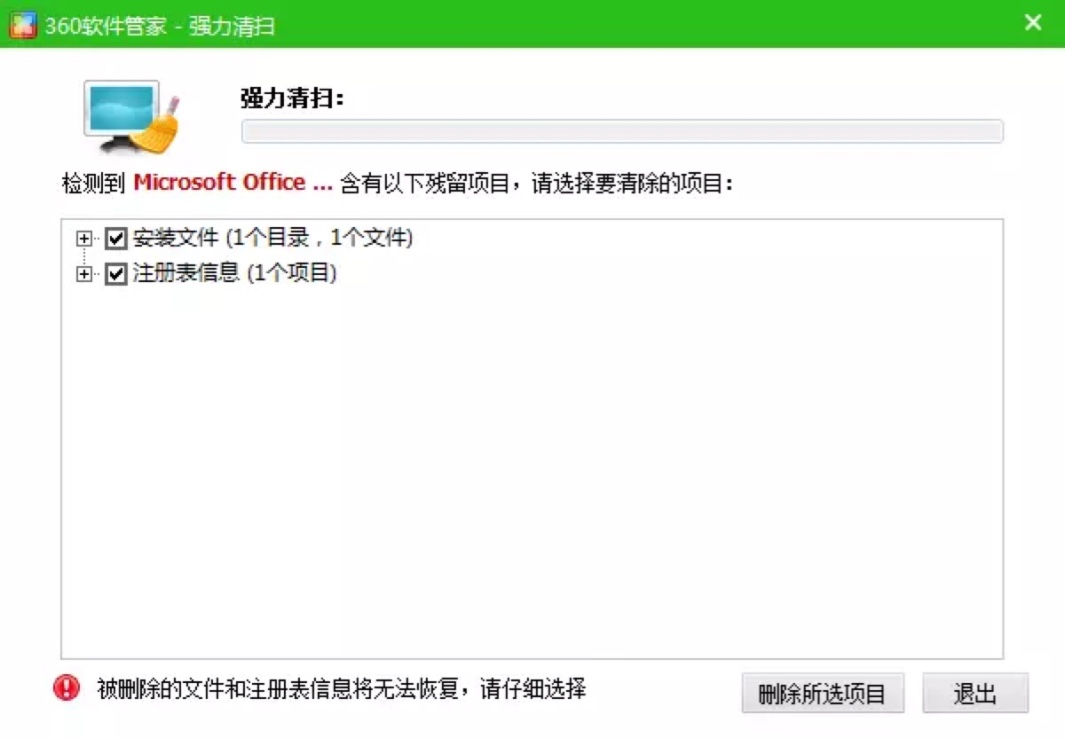 360软件管家 - 强力清扫
强力清扫：
检测到 Microsoft Office ... 含有以下残留项目，请选择要清除的项目：
安装文件 (1个目录，1个文件)
注册表信息 (1个项目)
被删除的文件和注册表信息将无法恢复，请仔细选择
删除所选项目
退出